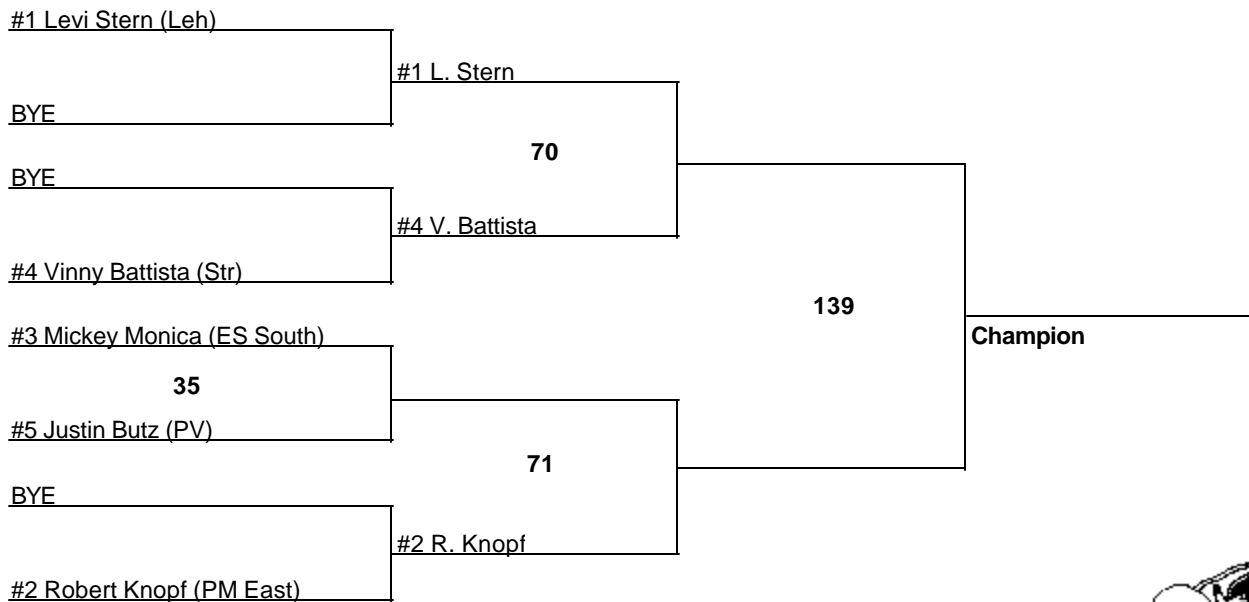 #1 Levi Stern (Leh)
#1 L. Stern
BYE
70
BYE
#4 V. Battista
#4 Vinny Battista (Str)
139
#3 Mickey Monica (ES South)
Champion
35
#5 Justin Butz (PV)
71
BYE
#2 R. Knopf
#2 Robert Knopf (PM East)